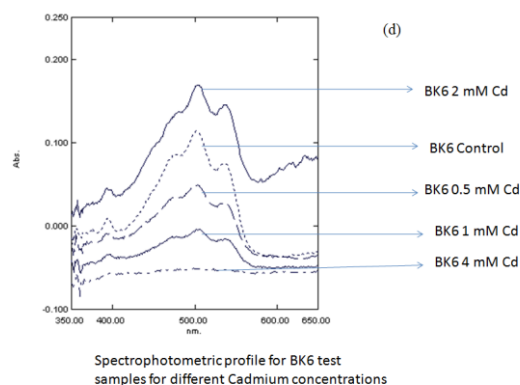 (d)
0.250
0.100
Abs.
0.000
-0.100
350.00 400.00 500.00 600.00 650.00
nm.
BK6 2 mM Cd
BK6 Control
BK6 0.5 mM Cd
BK6 1 mM Cd
BK6 4 mM Cd
Spectrophotometric profile for BK6 test
samples for different Cadmium concentrations